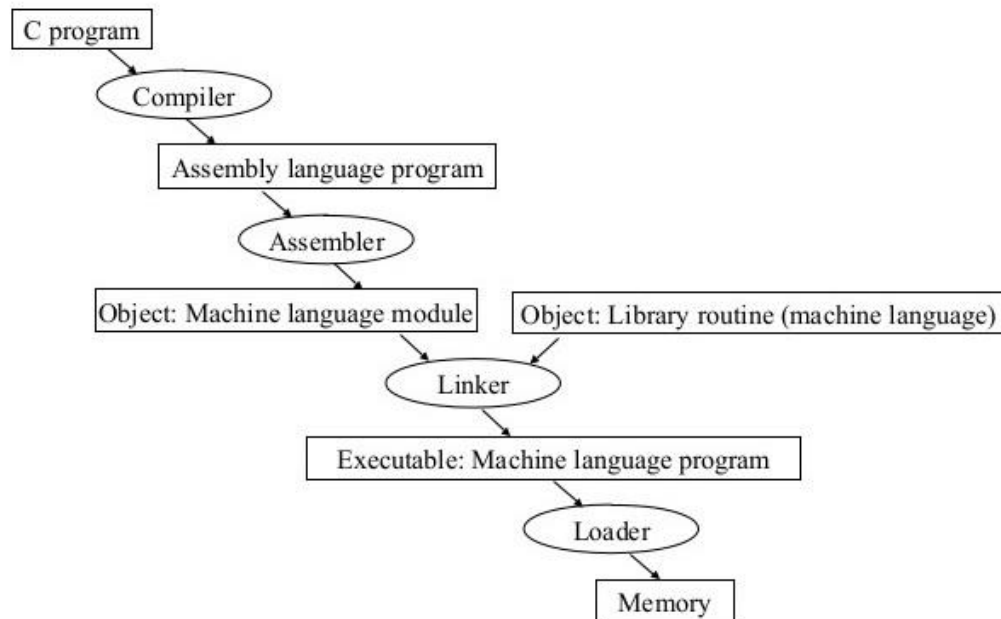 C program
Compiler
Assembly language program
Assembler
Object: Machine language module
Object: Library routine (machine language)
Linker
Executable: Machine language program
Loader
Memory